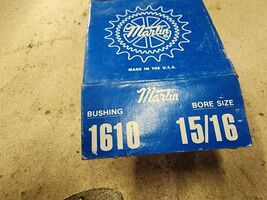 Martin
MADE IN THE U.S.A.
Martin
BUSHING BORE SIZE
1610 15/16